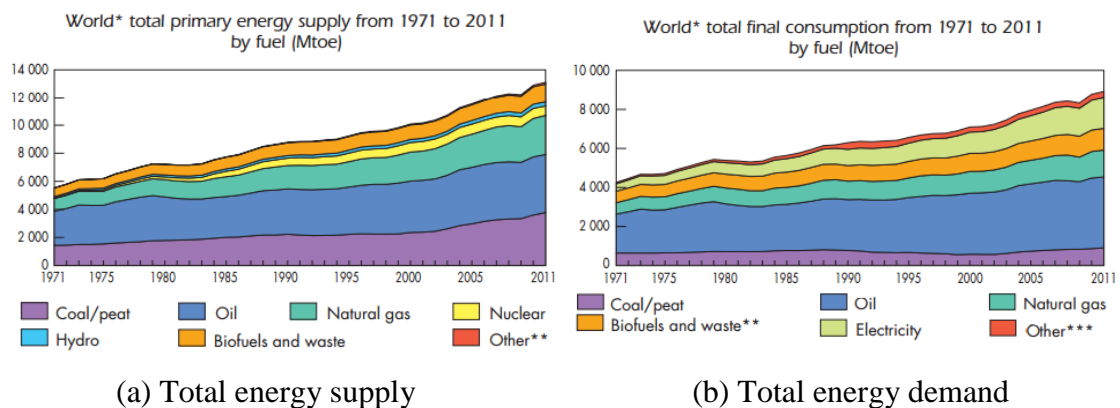 World* total primary energy supply from 1971 to 2011
by fuel (Mtoe)
14 000
12 000
10 000
8 000
6 000
4 000
2 000
0
1971 1975 1980 1985 1990 1995 2000 2005 2011
Coal/peat Oil Natural gas Nuclear
Hydro Biofuels and waste Other**
(a) Total energy supply
World* total final consumption from 1971 to 2011
by fuel (Mtoe)
10 000
8 000
6 000
4 000
2 000
0
1971 1975 1980 1985 1990 1995 2000 2005 2011
Coal/peat Oil Natural gas
Biofuels and waste** Electricity Other***
(b) Total energy demand